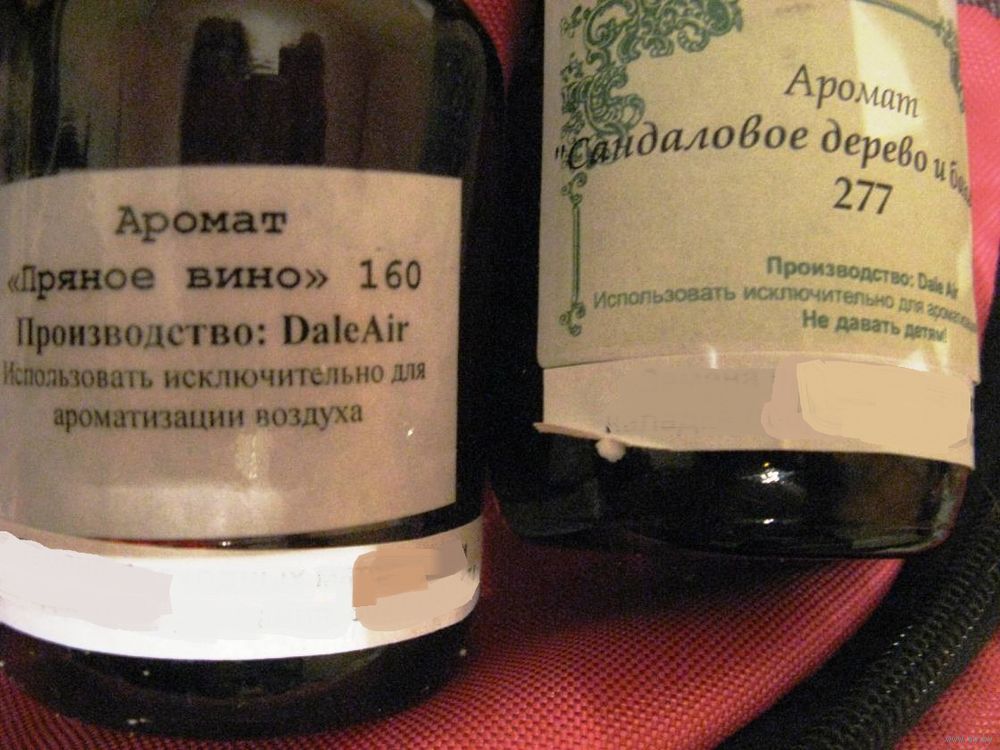 Аромат
«Пряное вино» 160
Производство: DaleAir
Использовать исключительно для
ароматизации воздуха
Аромат
"Сандаловое дерево и
277
Производство: Dale Air
Использовать исключительно для
Не давать детям!